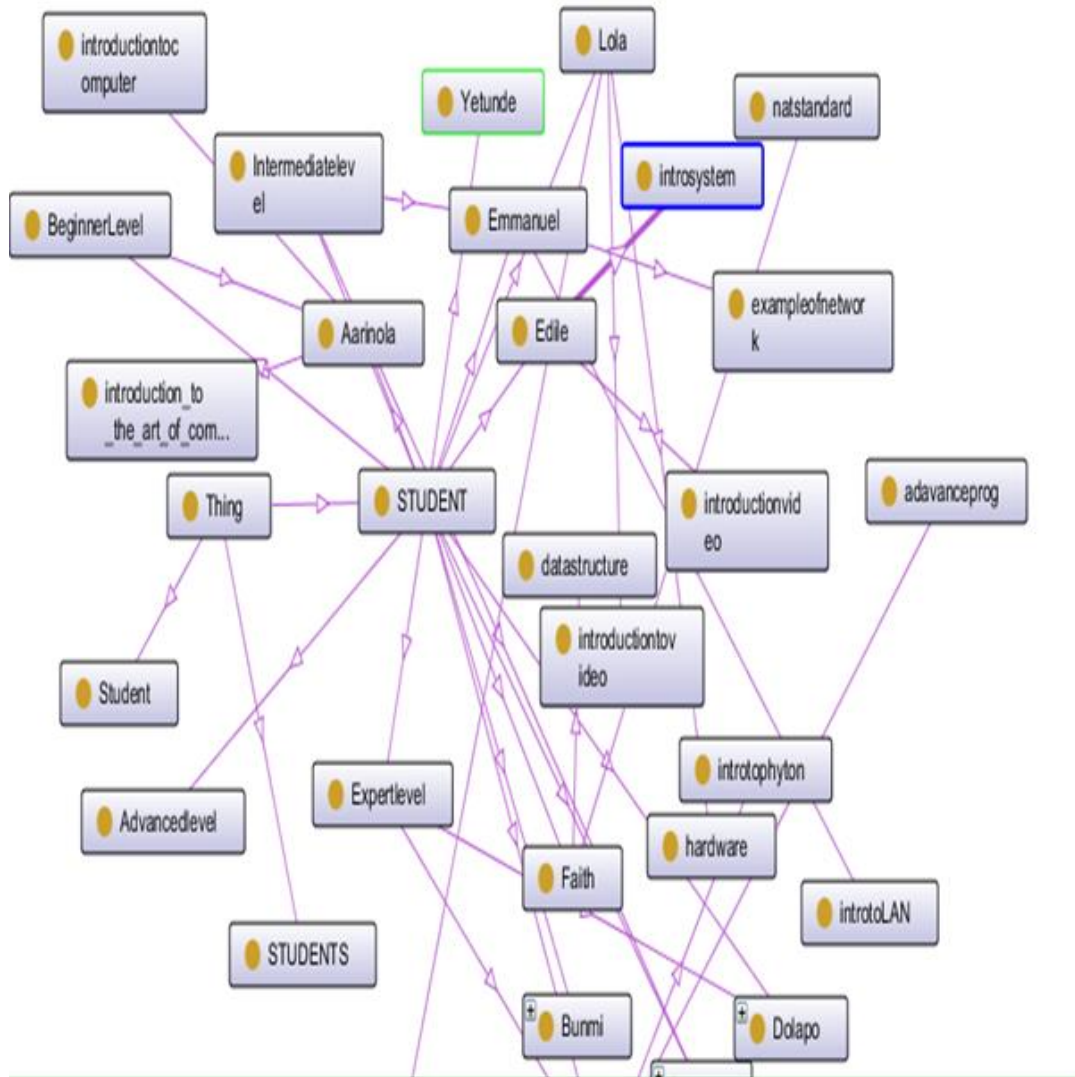 introductiontoc
omputer
Lola
Yetunde
natstandard
Intermediatelev
el
introsystem
BeginnerLevel
Emmanuel
exampleofnetwor
k
Aarinola
Edile
introduction_to
_the_art_of_com...
Thing
STUDENT
introductionvid
eo
adavanceprog
datastructure
introductiontov
ideo
Student
introtophyton
Expertlevel
Advancedlevel
hardware
Faith
introtoLAN
STUDENTS
Bunmi
Dolapo